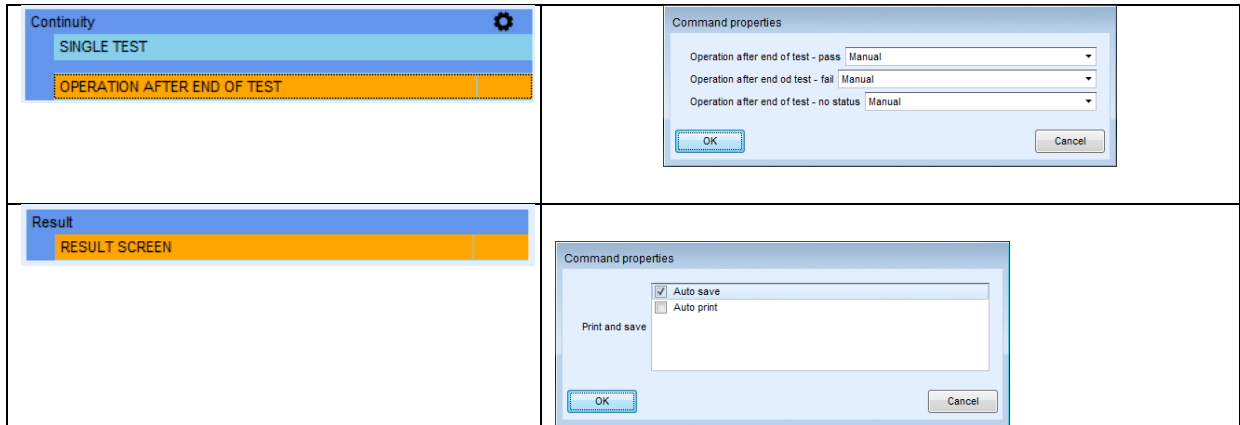 Continuity
SINGLE TEST
OPERATION AFTER END OF TEST
Command properties
Operation after end of test - pass Manual
Operation after end od test - fail Manual
Operation after end of test - no status Manual
OK Cancel
Result
RESULT SCREEN
Command properties
Auto save
Auto print
Print and save
OK Cancel